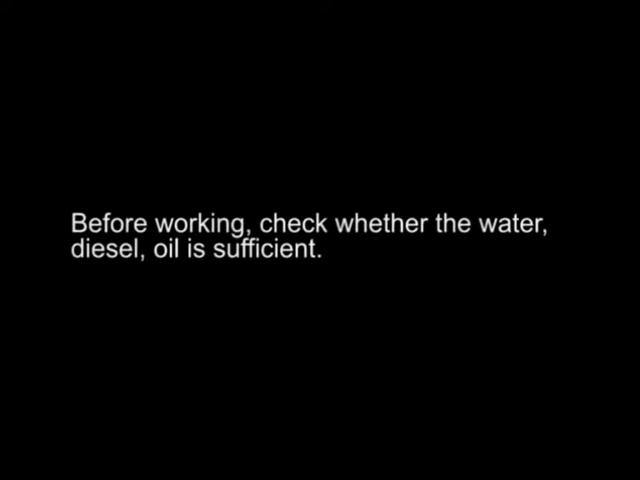 Before working, check whether the water,
diesel, oil is sufficient.